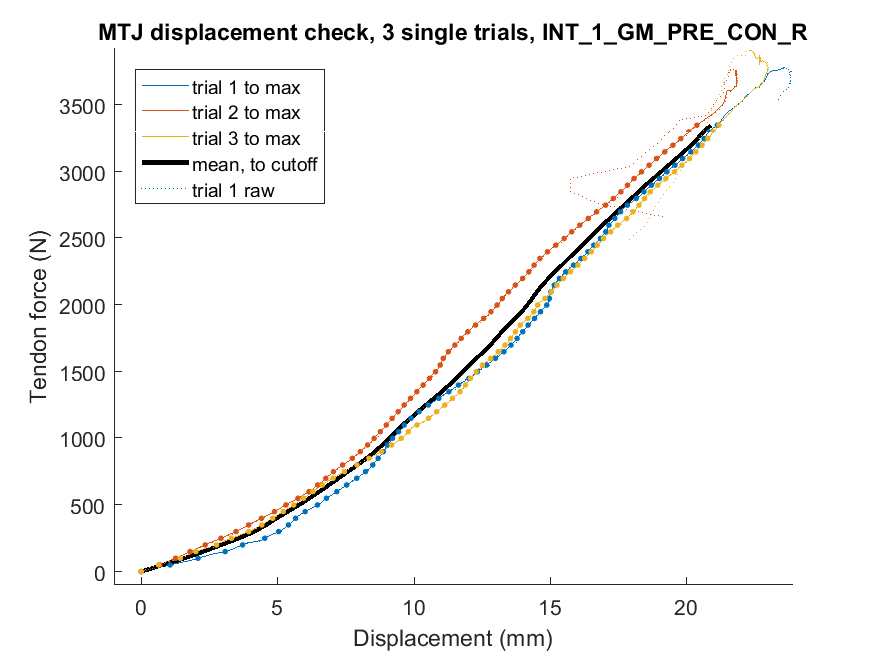 MTJ displacement check, 3 single trials, INT_1_GM_PRE_CON_R
trial 1 to max
trial 2 to max
trial 3 to max
mean, to cutoff
trial 1 raw
Tendon force (N)
3500
3000
2500
2000
1500
1000
500
0
0 5 10 15 20
Displacement (mm)